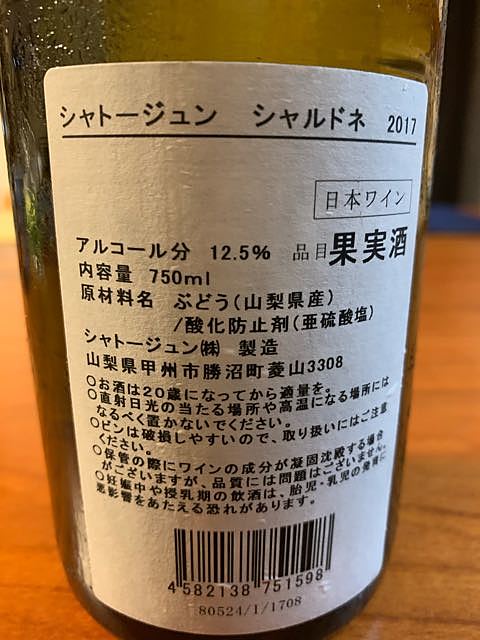 シャトージュン　シャルドネ　2017
日本ワイン
アルコール分　12.5%　品目 果実酒
内容量　750ml
原材料名　ぶどう(山梨県産)
/酸化防止剤(亜硫酸塩)
シャトージュン㈱　製造
山梨県甲州市勝沼町菱山3308
○お酒は20歳になってから適量を。
○直射日光の当たる場所や高温になる場所には
なるべく置かないでください。
○ビンは破損しやすいので、取り扱いにはご注意
ください。
○保管の際にワインの成分が凝固沈殿する場合
がございますが、品質には問題はございません。
○妊娠中や授乳期の飲酒は、胎児・乳児の発育に
悪影響をあたえる恐れがあります。
4 582138 751598
80524/1/1708